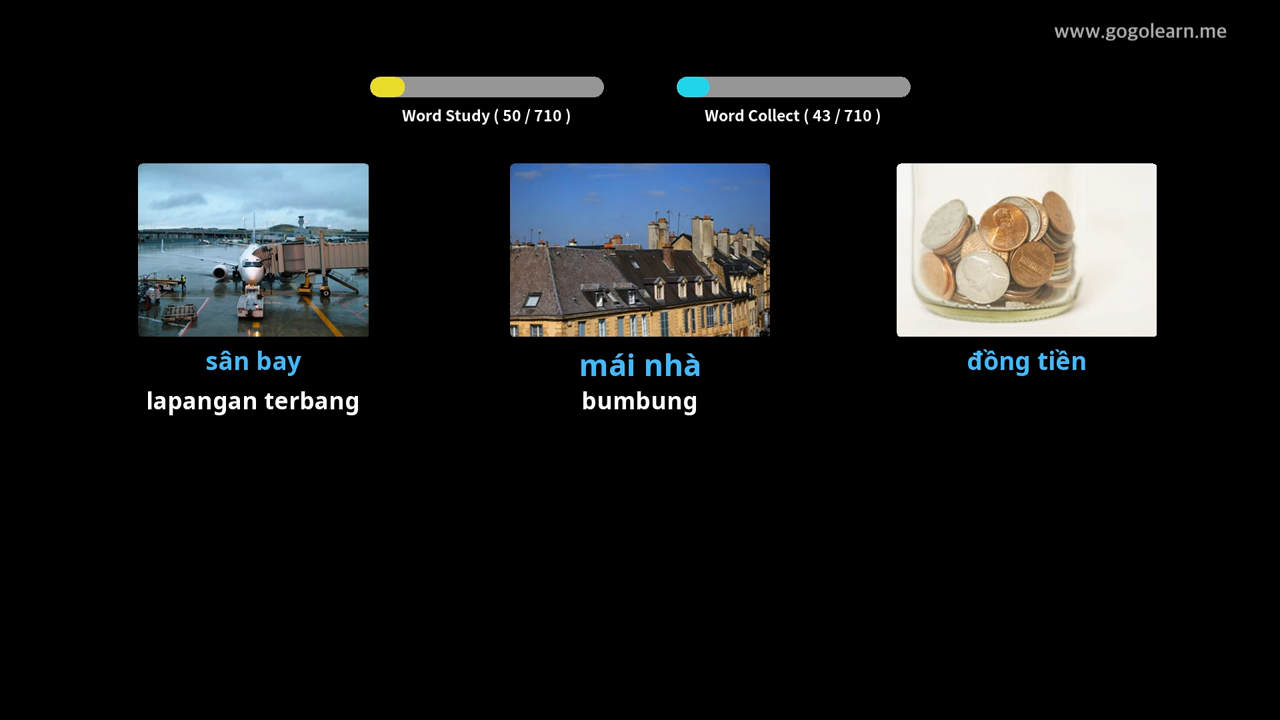 www.gogolearn.me
Word Study ( 50 / 710 )
Word Collect ( 43 / 710 )
sân bay
lapangan terbang
mái nhà
bumbung
đồng tiền